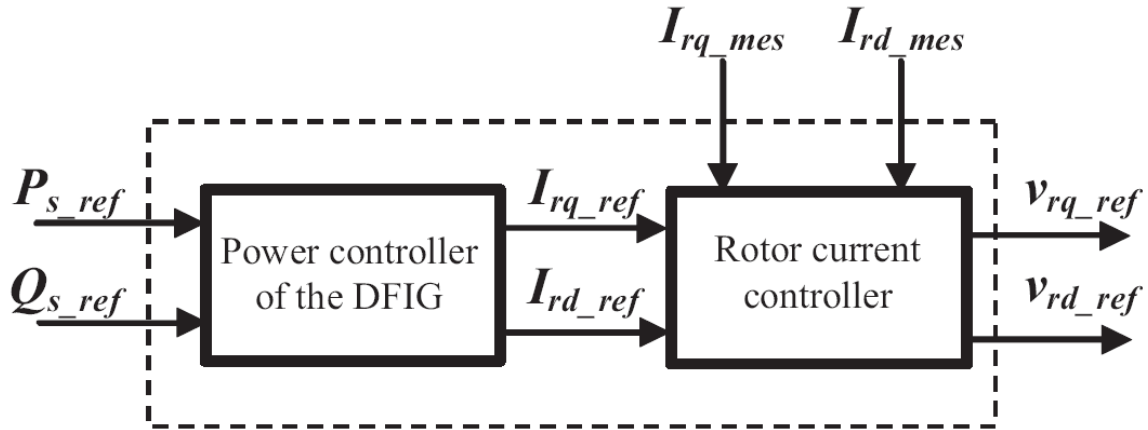 I_rq_mes I_rd_mes
P_s_ref
Q_s_ref
Power controller
of the DFIG
I_rq_ref
I_rd_ref
Rotor current
controller
v_rq_ref
v_rd_ref